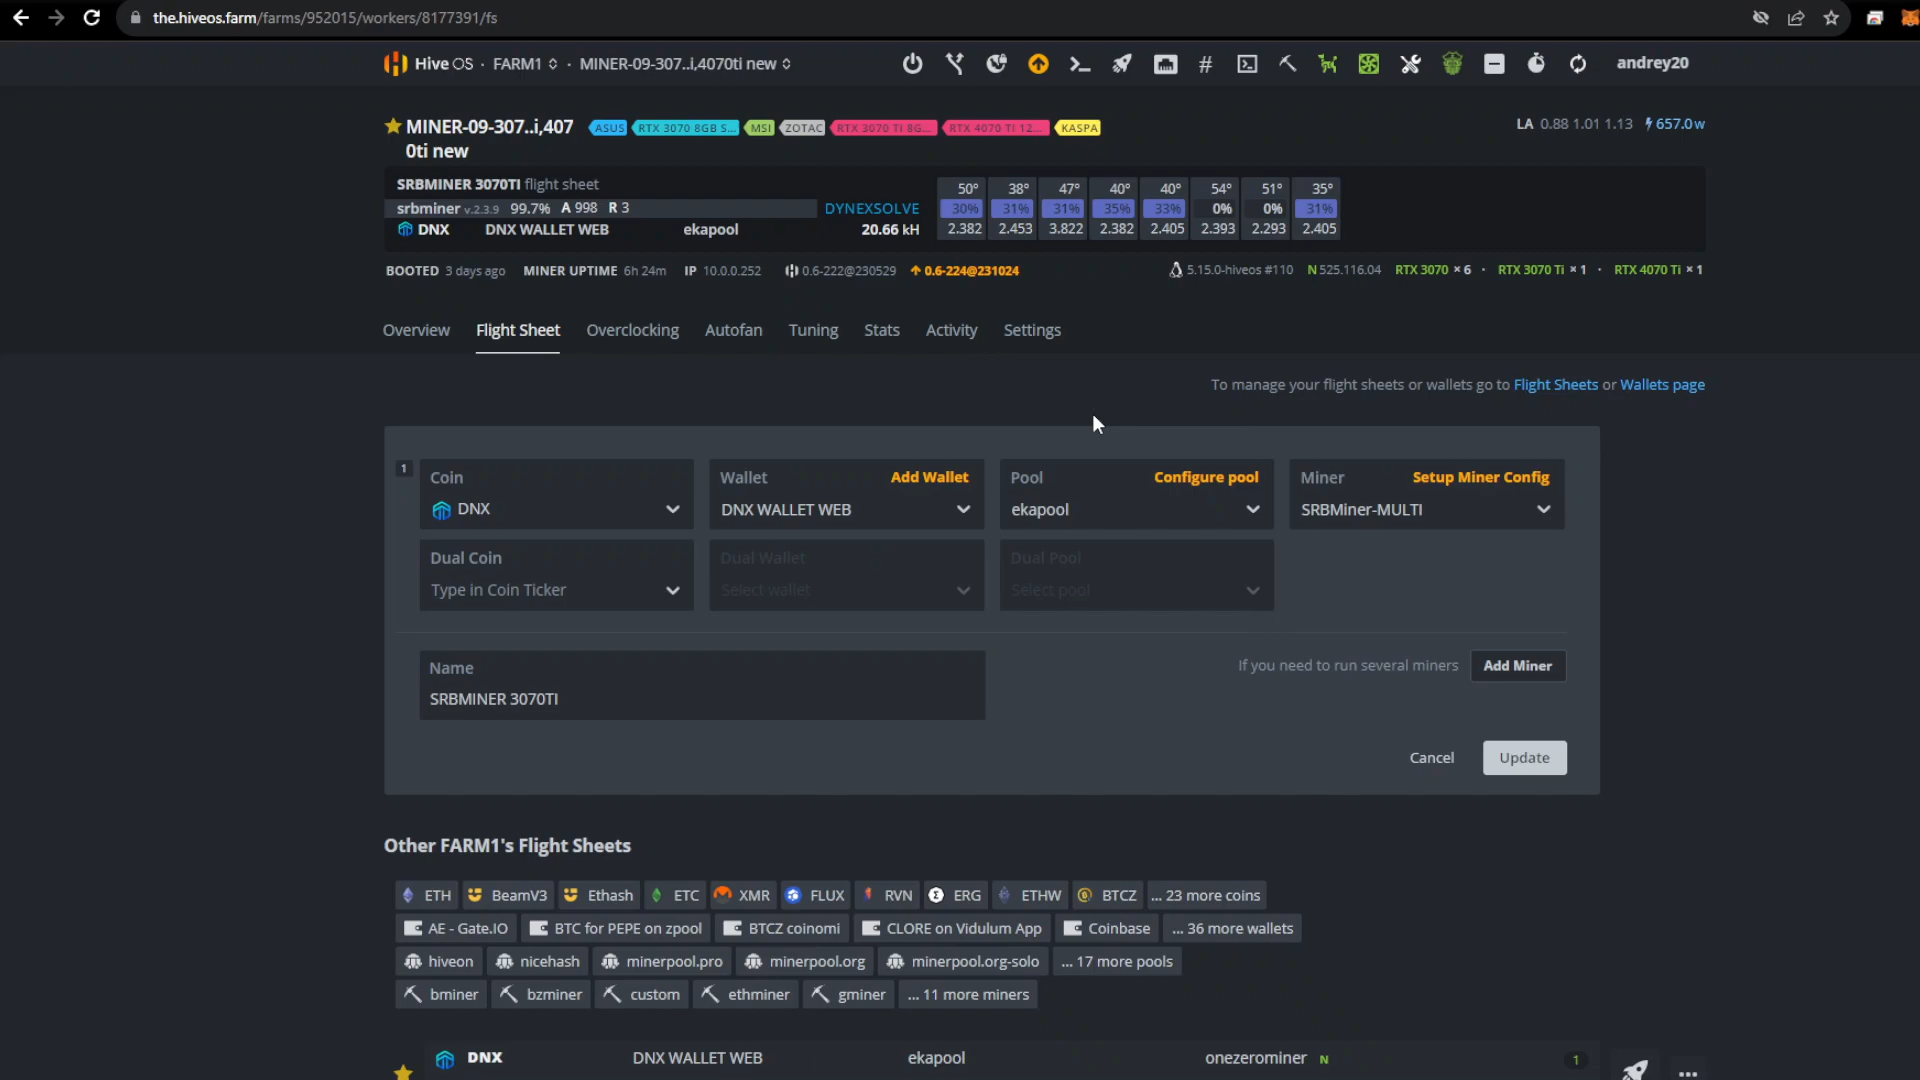 the.hiveos.farm/farms/952015/workers/8177391/fs
Hive OS · FARM1 · MINER-09-307..i,4070ti new
andrey20
MINER-09-307..i,407
0ti new
ASUS RTX 3070 8GB S... MSI ZOTAC RTX 3070 TI 8G... RTX 4070 TI 12... KASPA
LA 0.88 1.01 1.13 657.0w
SRBMINER 3070TI flight sheet
50° 38° 47° 40° 40° 54° 51° 35°
srbminer v.2.3.9 99.7% A 998 R 3 DYNEXSOLVE
30% 31% 31% 35% 33% 0% 0% 31%
DNX DNX WALLET WEB ekapool 20.66 kH
2.382 2.453 3.822 2.382 2.405 2.393 2.293 2.405
BOOTED 3 days ago MINER UPTIME 6h 24m IP 10.0.0.252 0.6-222@230529 0.6-224@231024
5.15.0-hiveos #110 N 525.116.04 RTX 3070 ×6 · RTX 3070 Ti ×1 · RTX 4070 Ti ×1
Overview Flight Sheet Overclocking Autofan Tuning Stats Activity Settings
To manage your flight sheets or wallets go to Flight Sheets or Wallets page
1
Coin
DNX
Wallet Add Wallet
DNX WALLET WEB
Pool Configure pool
ekapool
Miner Setup Miner Config
SRBMiner-MULTI
Dual Coin
Type in Coin Ticker
Dual Wallet
Select wallet
Dual Pool
Select pool
Name
SRBMINER 3070TI
If you need to run several miners Add Miner
Cancel Update
Other FARM1's Flight Sheets
ETH BeamV3 Ethash ETC XMR FLUX RVN ERG ETHW BTCZ ... 23 more coins
AE - Gate.IO BTC for PEPE on zpool BTCZ coinomi CLORE on Vidulum App Coinbase ... 36 more wallets
hiveon nicehash minerpool.pro minerpool.org minerpool.org-solo ... 17 more pools
bminer bzminer custom ethminer gminer ... 11 more miners
DNX DNX WALLET WEB ekapool onezerominer N 1